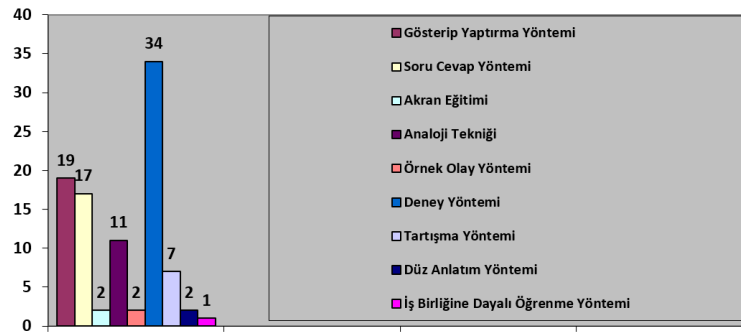 40
35
30
25
20
15
10
5
0
19
17
2
11
2
34
7
2
1
Gösterip Yaptırma Yöntemi
Soru Cevap Yöntemi
Akran Eğitimi
Analoji Tekniği
Örnek Olay Yöntemi
Deney Yöntemi
Tartışma Yöntemi
Düz Anlatım Yöntemi
İş Birliğine Dayalı Öğrenme Yöntemi